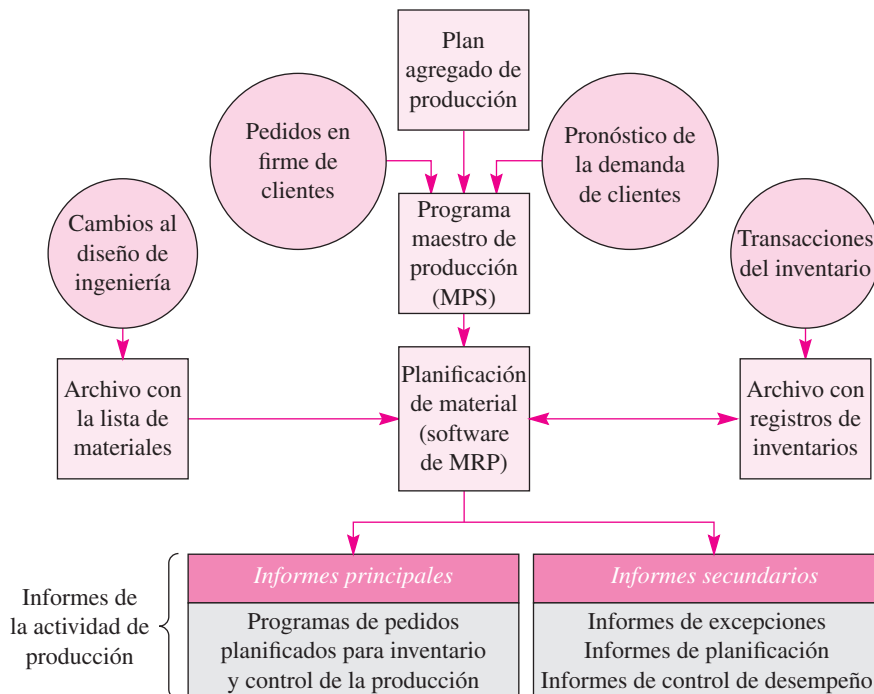 Plan
agregado de
producción
Pedidos en
firme de
clientes
Pronóstico de
la demanda
de clientes
Cambios al
diseño de
ingeniería
Programa
maestro de
producción
(MPS)
Transacciones
del inventario
Archivo con
la lista de
materiales
Planificación
de material
(software
de MRP)
Archivo con
registros de
inventarios
Informes de
la actividad de
producción
Informes principales
Programas de pedidos
planificados para inventario
y control de la producción
Informes secundarios
Informes de excepciones
Informes de planificación
Informes de control de desempeño